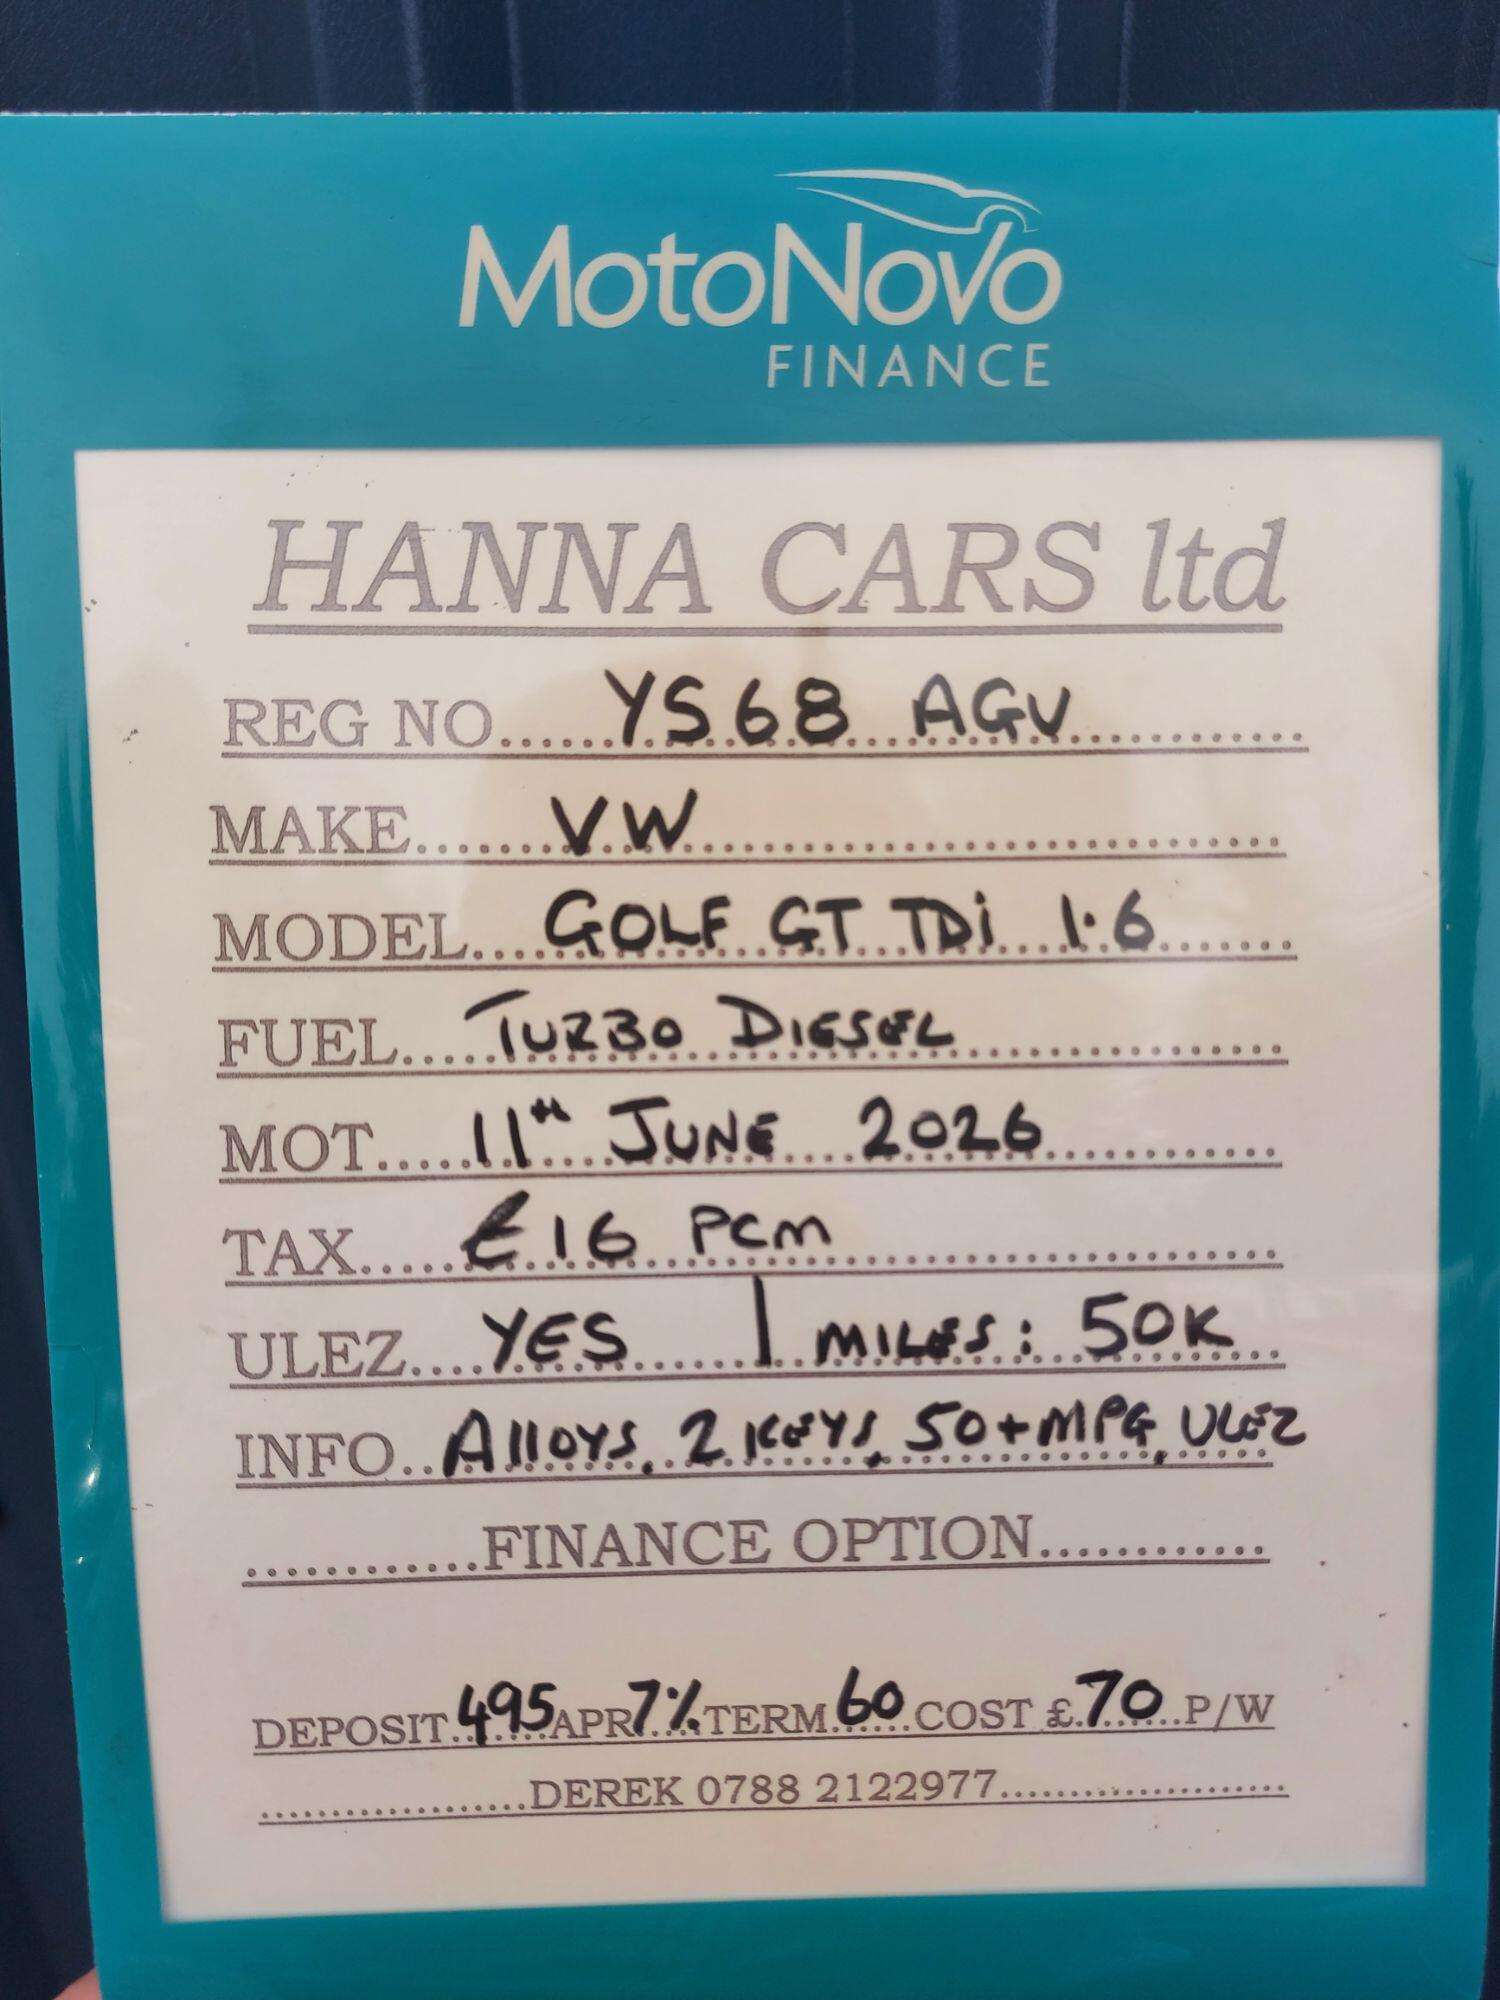 MotoNovo
FINANCE
HANNA CARS ltd
REG NO......YS68 AGV............
MAKE......VW............
MODEL....GOLF GT TDi 1.6.......
FUEL.....TURBO DIESEL............
MOT.....11th JUNE 2026............
TAX.....£16 PCM............
ULEZ....YES......| MILES: 50K...
INFO..Alloys, 2 KEYS, 50+MPG, ULEZ
............FINANCE OPTION............
DEPOSIT..495 APR 7% TERM.60..COST £.70..P/W
..................DEREK 0788 2122977....................